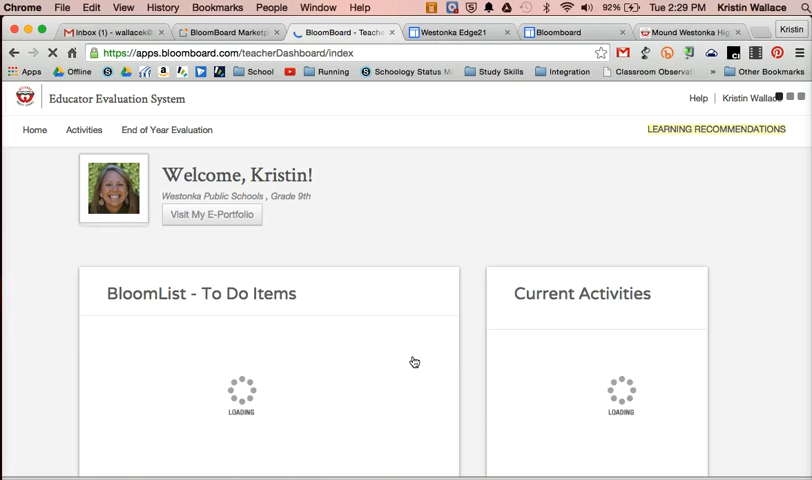 Chrome File Edit View History Bookmarks People Window Help 92% Tue 2:29 PM Kristin Wallace
Inbox (1) - wallacek@ BloomBoard Marketp BloomBoard - Teache Westonka Edge21 Bloomboard Mound Westonka Hig Kristin
https://apps.bloomboard.com/teacherDashboard/index
Apps Offline School Running Schoology Status M Study Skills Integration Classroom Observat » Other Bookmarks
Educator Evaluation System Help Kristin Wallac
Home Activities End of Year Evaluation LEARNING RECOMMENDATIONS
Welcome, Kristin!
Westonka Public Schools , Grade 9th
Visit My E-Portfolio
BloomList - To Do Items Current Activities
LOADING LOADING